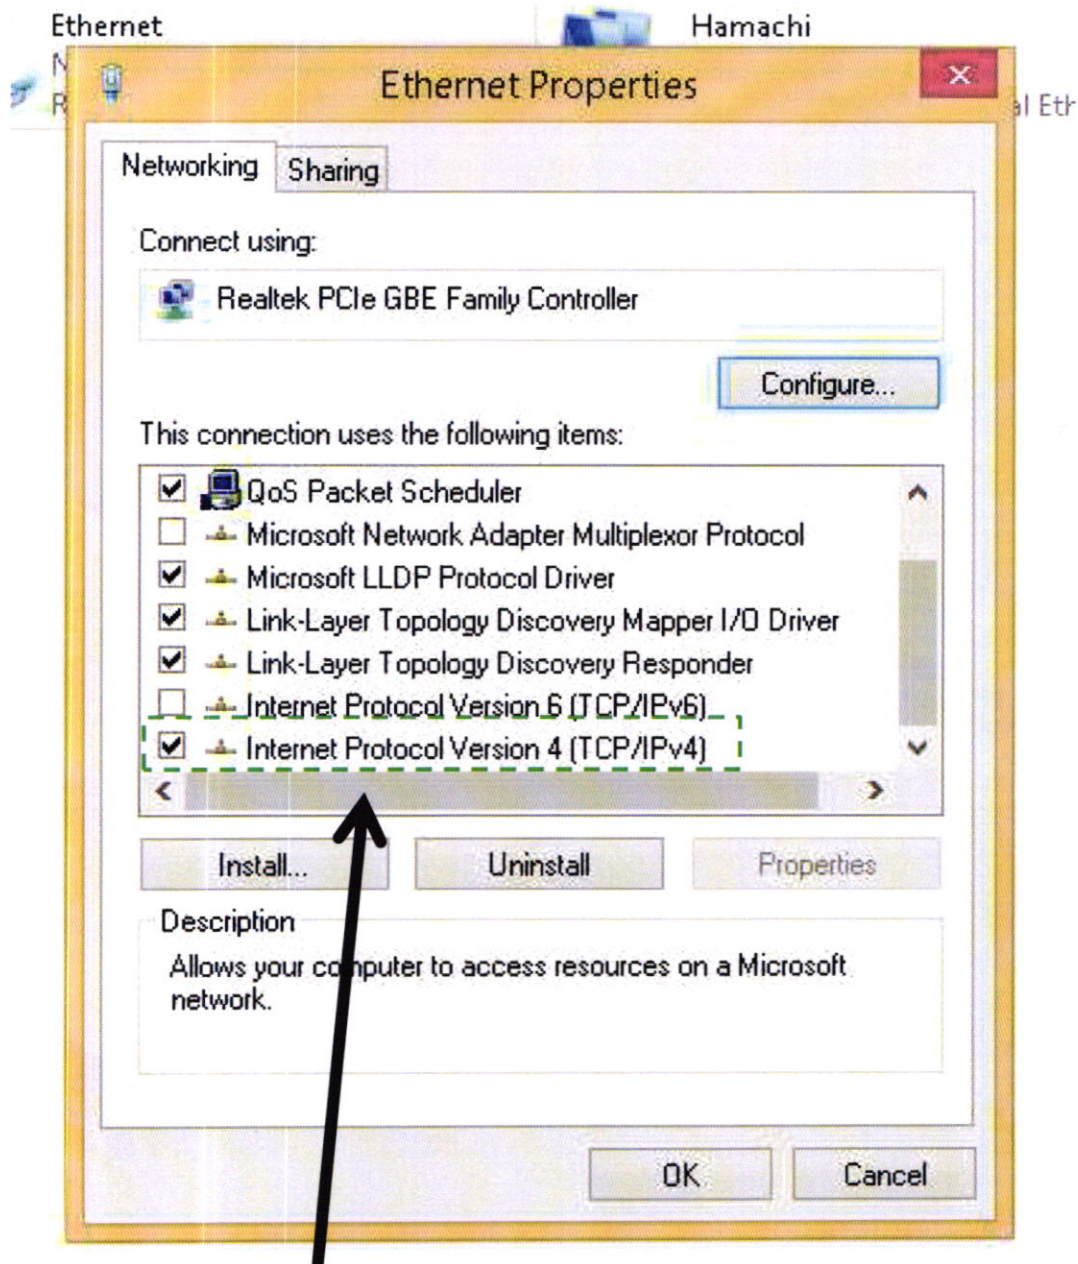 Ethernet
Hamachi
Ethernet Properties
al Eth
Networking
Sharing
Connect using:
Realtek PCIe GBE Family Controller
Configure...
This connection uses the following items:
QoS Packet Scheduler
Microsoft Network Adapter Multiplexor Protocol
Microsoft LLDP Protocol Driver
Link-Layer Topology Discovery Mapper I/O Driver
Link-Layer Topology Discovery Responder
Internet Protocol Version 6 (TCP/IPv6)
Internet Protocol Version 4 (TCP/IPv4)
Install...
Uninstall
Properties
Description
Allows your computer to access resources on a Microsoft
network.
OK
Cancel